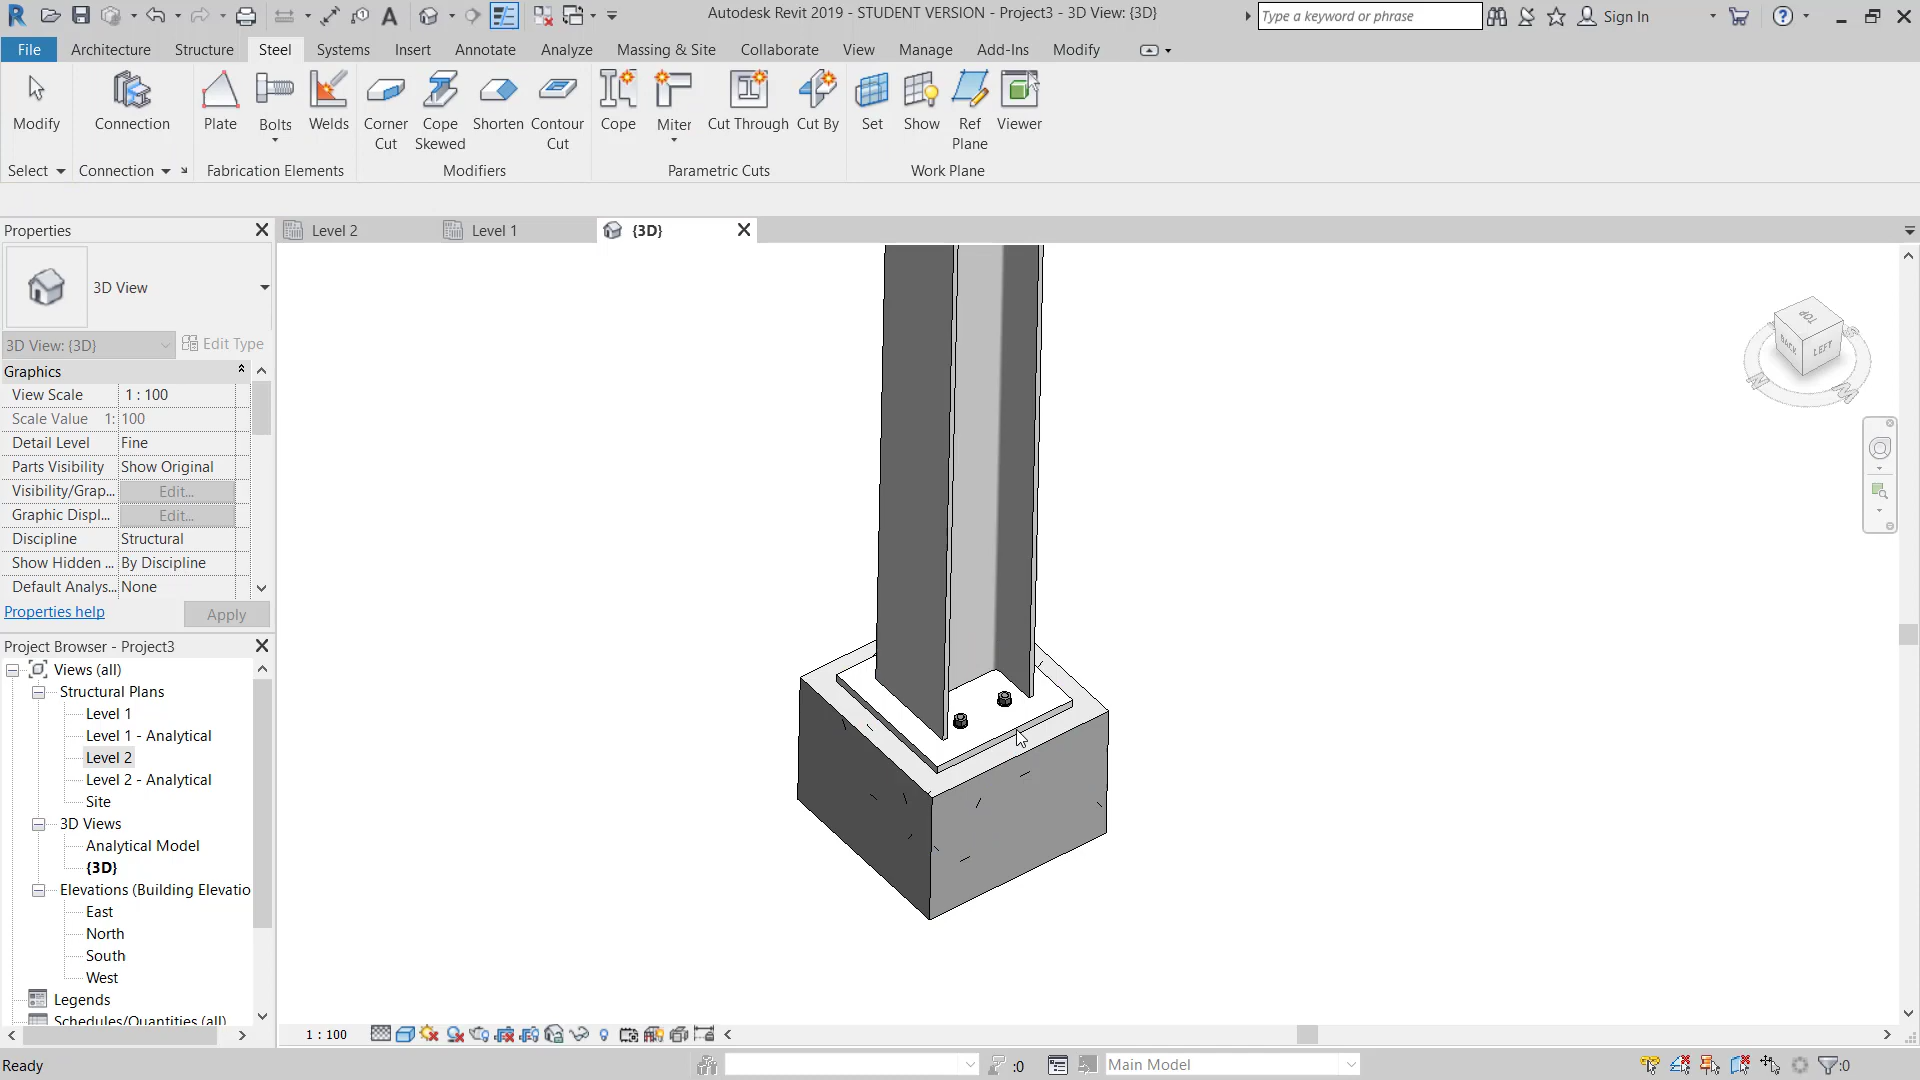 Autodesk Revit 2019 - STUDENT VERSION - Project3 - 3D View: {3D}
Type a keyword or phrase
Sign In
File Architecture Structure Steel Systems Insert Annotate Analyze Massing & Site Collaborate View Manage Add-Ins Modify
Modify Connection Plate Bolts Welds Corner Cut Cope Skewed Shorten Contour Cut Cope Miter Cut Through Cut By Set Show Ref Plane Viewer
Select Connection Fabrication Elements Modifiers Parametric Cuts Work Plane
Properties
Level 2 Level 1 {3D}
3D View
3D View: {3D} Edit Type
Graphics
View Scale 1 : 100
Scale Value 1: 100
Detail Level Fine
Parts Visibility Show Original
Visibility/Grap... Edit...
Graphic Displ... Edit...
Discipline Structural
Show Hidden ... By Discipline
Default Analys... None
Properties help Apply
TOP
BACK LEFT
Project Browser - Project3
Views (all)
Structural Plans
Level 1
Level 1 - Analytical
Level 2
Level 2 - Analytical
Site
3D Views
Analytical Model
{3D}
Elevations (Building Elevatio
East
North
South
West
Legends
Schedules/Quantities (all)
1 : 100
Ready
:0
Main Model
:0